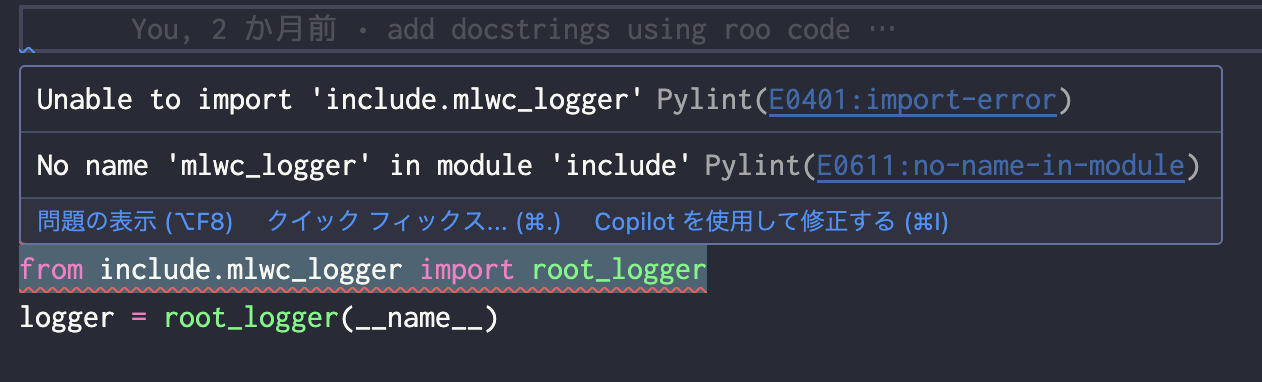 You, 2 か月前 • add docstrings using roo code …
Unable to import 'include.mlwc_logger' Pylint(E0401:import-error)
No name 'mlwc_logger' in module 'include' Pylint(E0611:no-name-in-module)
問題の表示 (⌥F8) クイック フィックス... (⌘.) Copilot を使用して修正する (⌘I)
from include.mlwc_logger import root_logger
logger = root_logger(__name__)